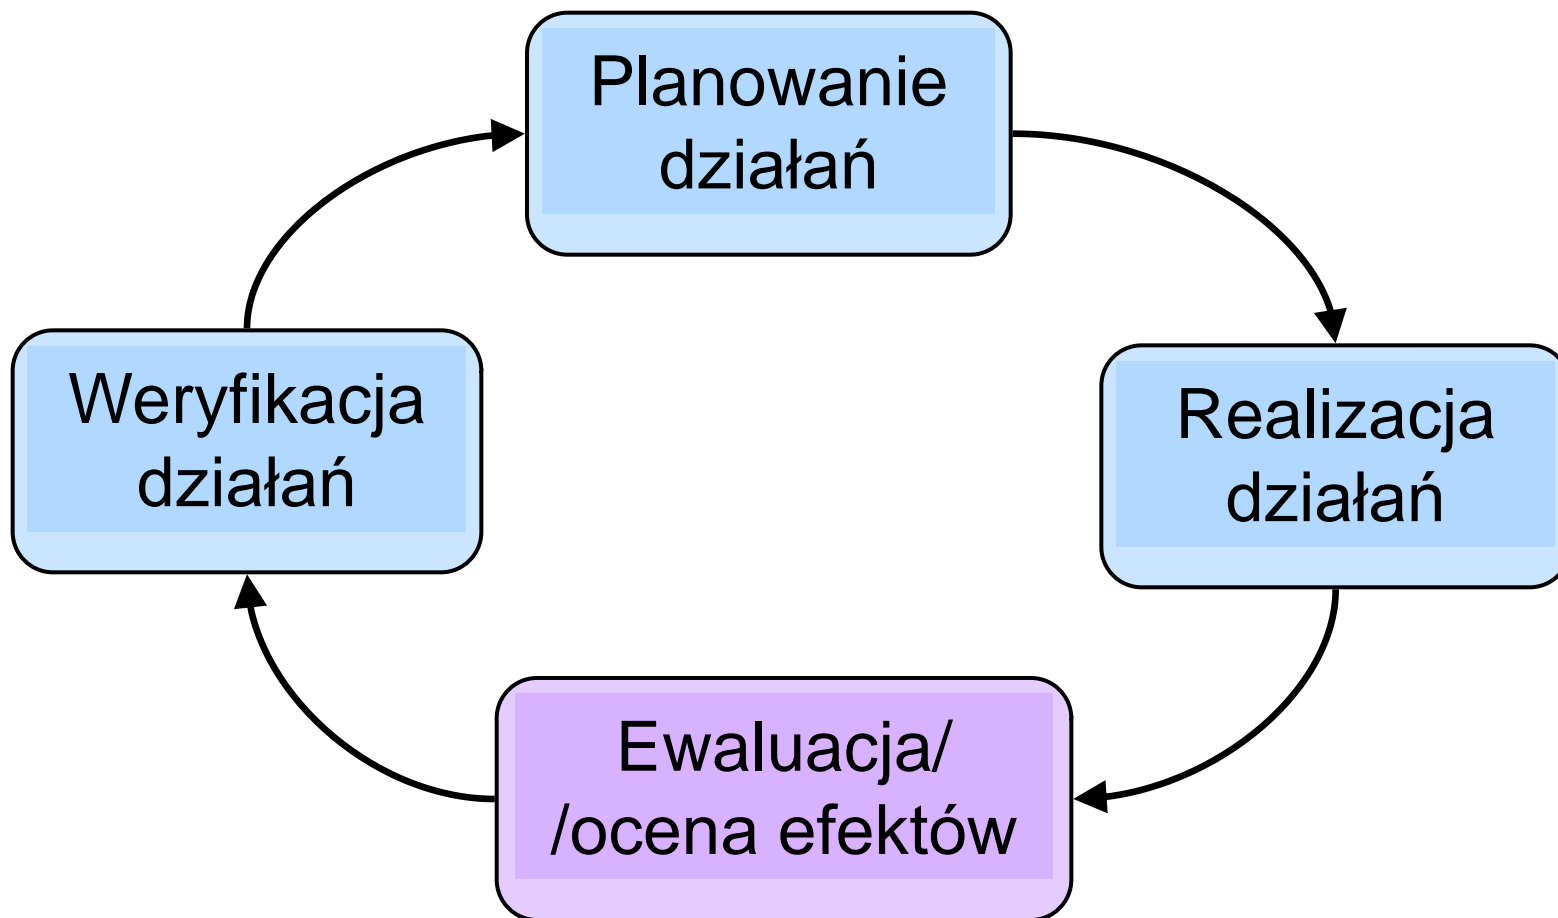 Planowanie
działań
Weryfikacja
działań
Realizacja
działań
Ewaluacja/
/ocena efektów